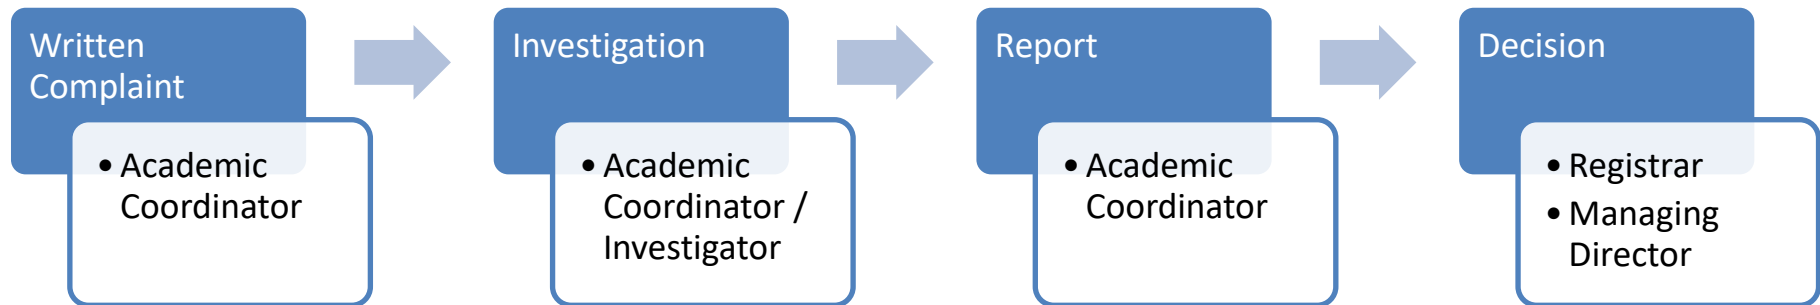 Written
Complaint
• Academic
Coordinator
Investigation
• Academic
Coordinator /
Investigator
Report
• Academic
Coordinator
Decision
• Registrar
• Managing
Director